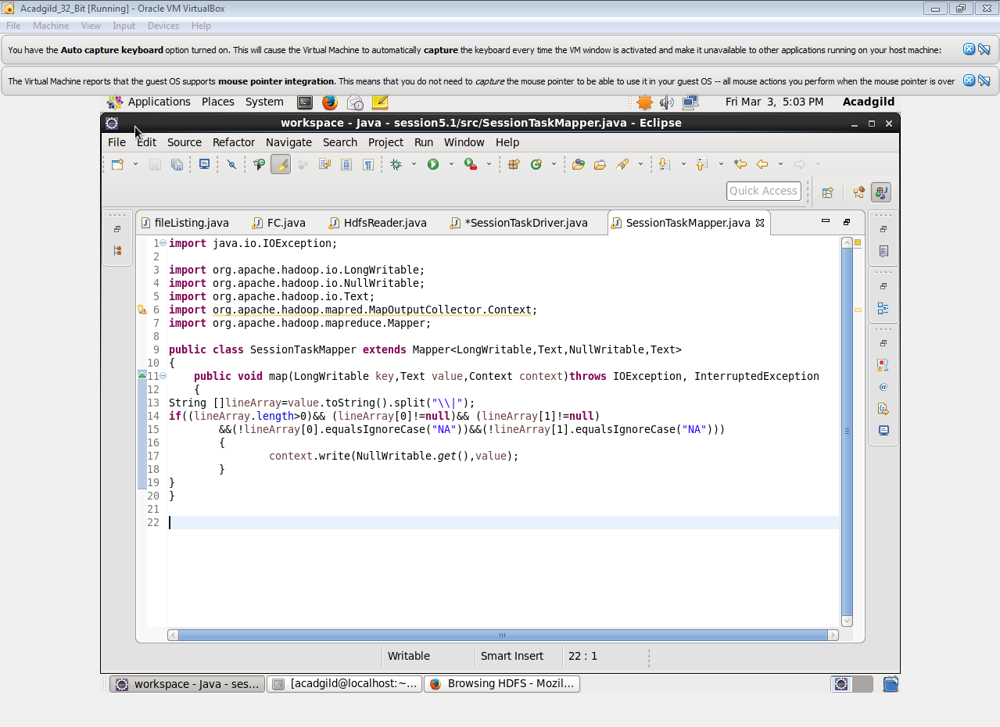 Acadgild_32_Bit [Running] - Oracle VM VirtualBox
File Machine View Input Devices Help
You have the Auto capture keyboard option turned on. This will cause the Virtual Machine to automatically capture the keyboard every time the VM window is activated and make it unavailable to other applications running on your host machine:
The Virtual Machine reports that the guest OS supports mouse pointer integration. This means that you do not need to capture the mouse pointer to be able to use it in your guest OS -- all mouse actions you perform when the mouse pointer is over
Applications Places System Fri Mar 3, 5:03 PM Acadgild
workspace - Java - session5.1/src/SessionTaskMapper.java - Eclipse
File Edit Source Refactor Navigate Search Project Run Window Help
Quick Access
fileListing.java FC.java HdfsReader.java *SessionTaskDriver.java SessionTaskMapper.java
1 import java.io.IOException;
2
3 import org.apache.hadoop.io.LongWritable;
4 import org.apache.hadoop.io.NullWritable;
5 import org.apache.hadoop.io.Text;
6 import org.apache.hadoop.mapred.MapOutputCollector.Context;
7 import org.apache.hadoop.mapreduce.Mapper;
8
9 public class SessionTaskMapper extends Mapper<LongWritable,Text,NullWritable,Text>
10 {
11 public void map(LongWritable key,Text value,Context context)throws IOException, InterruptedException
12 {
13 String []lineArray=value.toString().split("\\|");
14 if((lineArray.length>0)&& (lineArray[0]!=null)&& (lineArray[1]!=null)
15 &&(!lineArray[0].equalsIgnoreCase("NA"))&&(!lineArray[1].equalsIgnoreCase("NA")))
16 {
17 context.write(NullWritable.get(),value);
18 }
19 }
20 }
21
22
Writable Smart Insert 22 : 1
workspace - Java - ses... [acadgild@localhost:~... Browsing HDFS - Mozil...